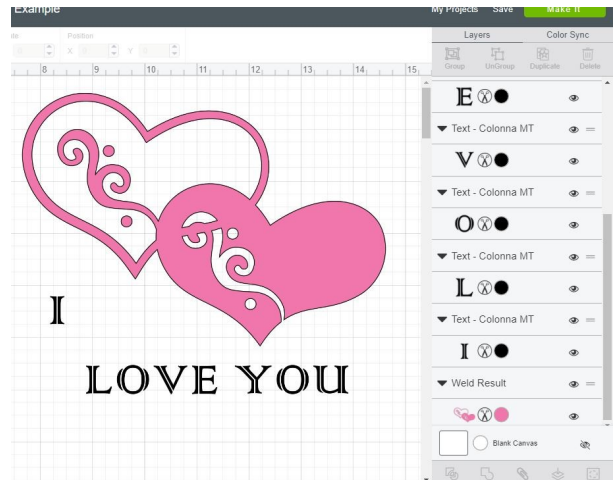 Example
My Projects Save Make It
Position
X Y
Layers Color Sync
Group UnGroup Duplicate Delete
8 9 10 11 12 13 14 15
E
Text - Colonna MT
V
Text - Colonna MT
O
Text - Colonna MT
L
Text - Colonna MT
I
Weld Result
Blank Canvas
I
LOVE YOU